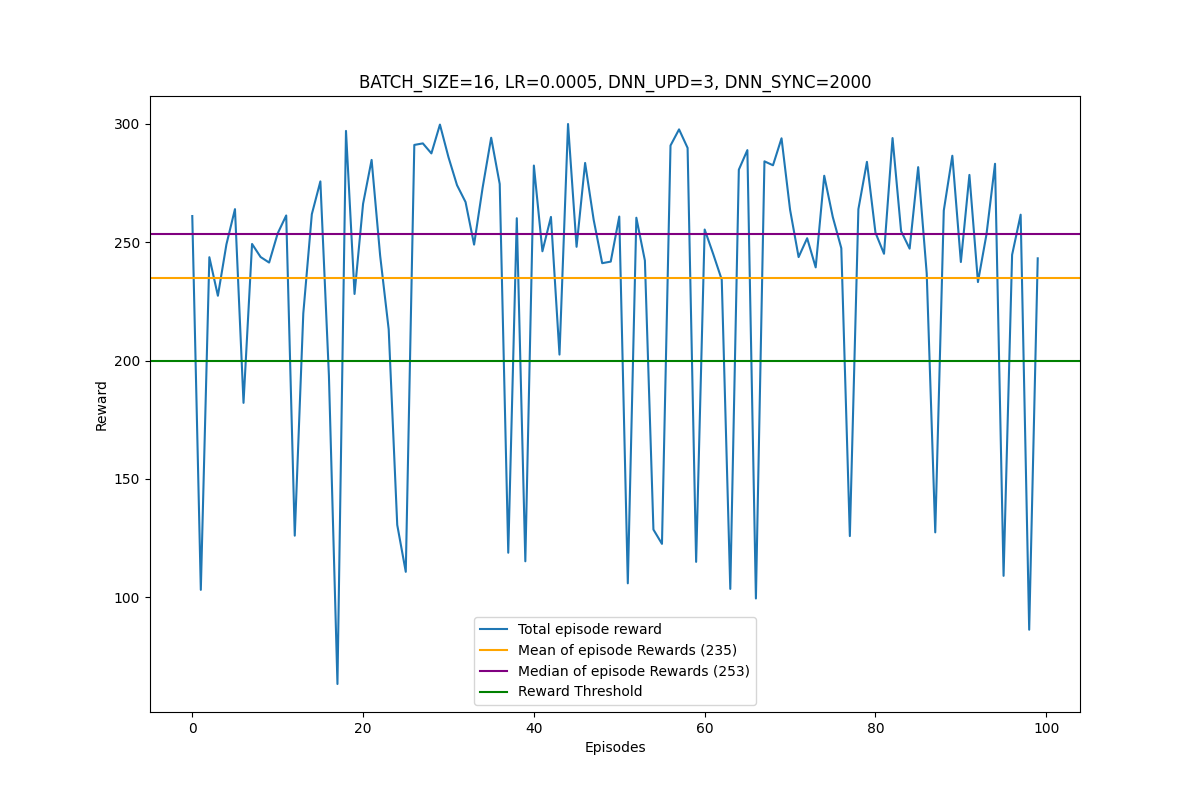 BATCH_SIZE=16, LR=0.0005, DNN_UPD=3, DNN_SYNC=2000
300
250
200
150
100
Reward
Total episode reward
Mean of episode Rewards (235)
Median of episode Rewards (253)
Reward Threshold
0 20 40 60 80 100
Episodes